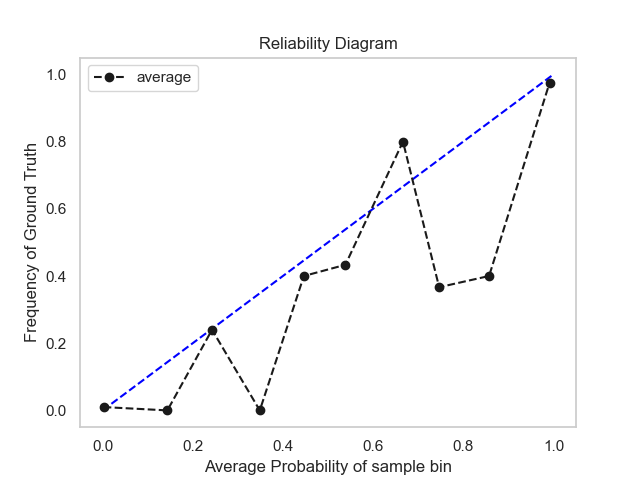 Reliability Diagram
average
Frequency of Ground Truth
1.0
0.8
0.6
0.4
0.2
0.0
0.0 0.2 0.4 0.6 0.8 1.0
Average Probability of sample bin